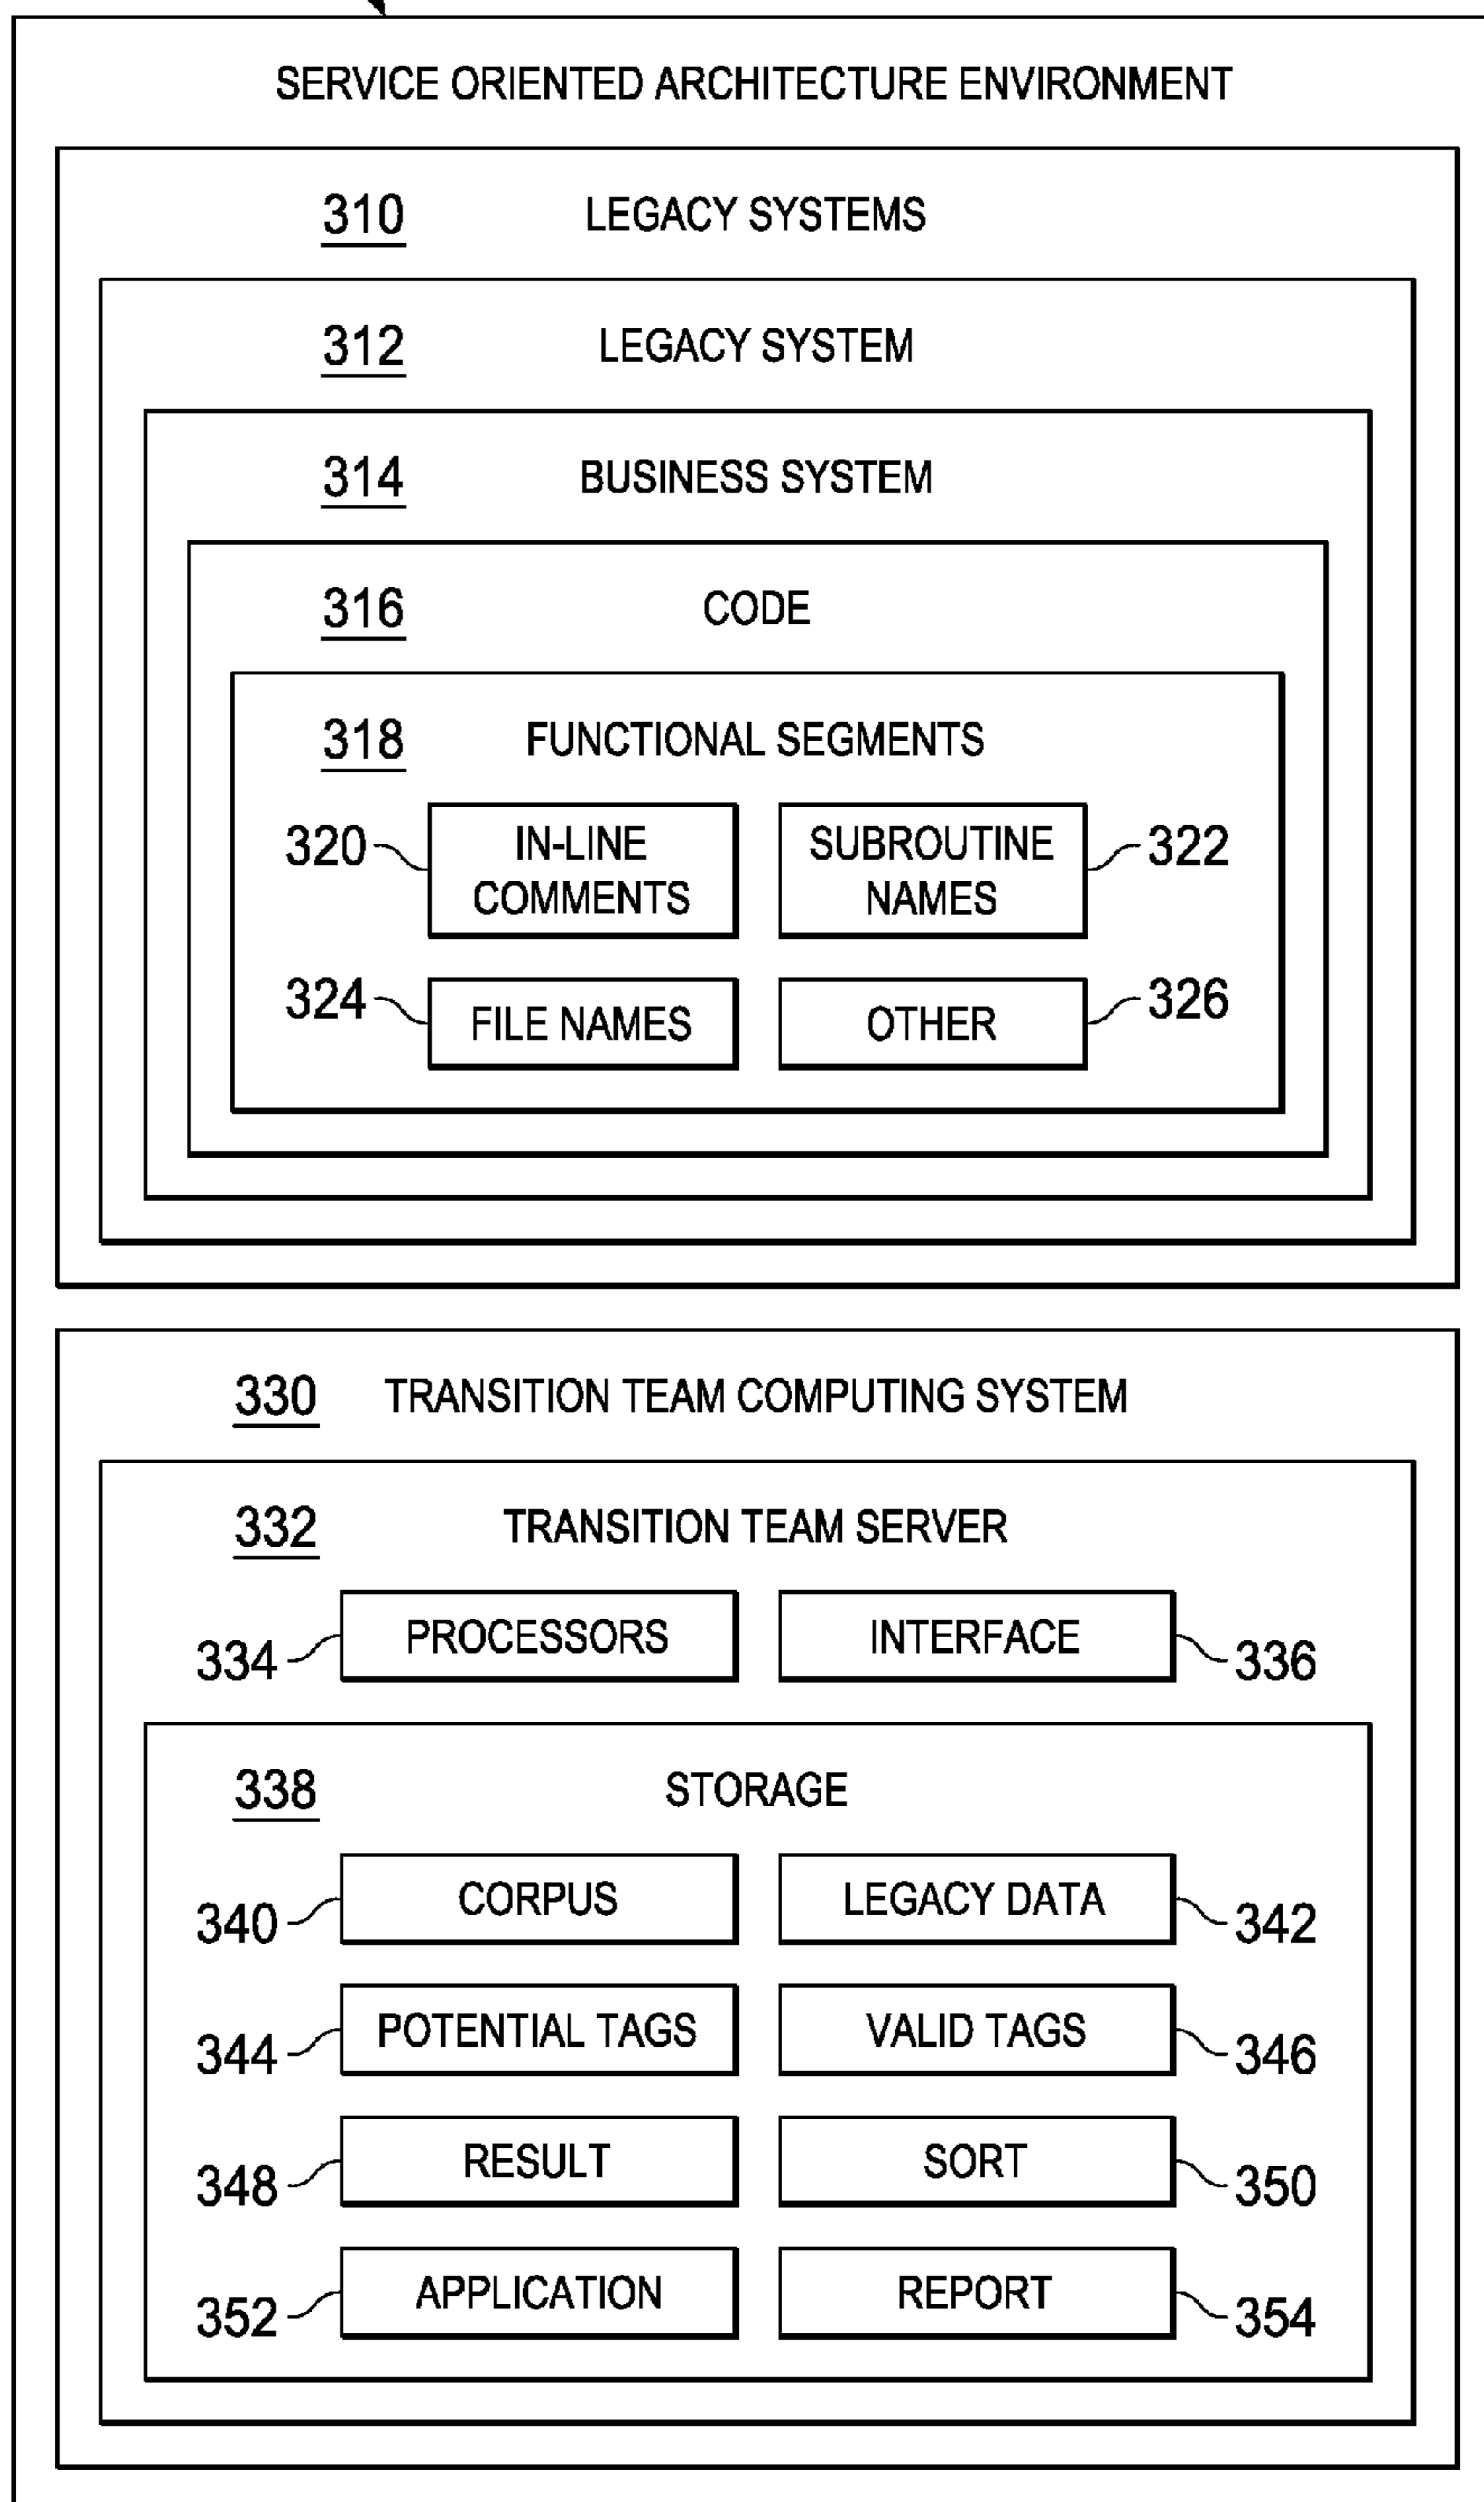 SERVICE ORIENTED ARCHITECTURE ENVIRONMENT
310 LEGACY SYSTEMS
312 LEGACY SYSTEM
314 BUSINESS SYSTEM
316 CODE
318 FUNCTIONAL SEGMENTS
320 IN-LINE COMMENTS
SUBROUTINE NAMES 322
324 FILE NAMES
OTHER 326
330 TRANSITION TEAM COMPUTING SYSTEM
332 TRANSITION TEAM SERVER
334 PROCESSORS
INTERFACE 336
338 STORAGE
340 CORPUS
LEGACY DATA 342
344 POTENTIAL TAGS
VALID TAGS 346
348 RESULT
SORT 350
352 APPLICATION
REPORT 354